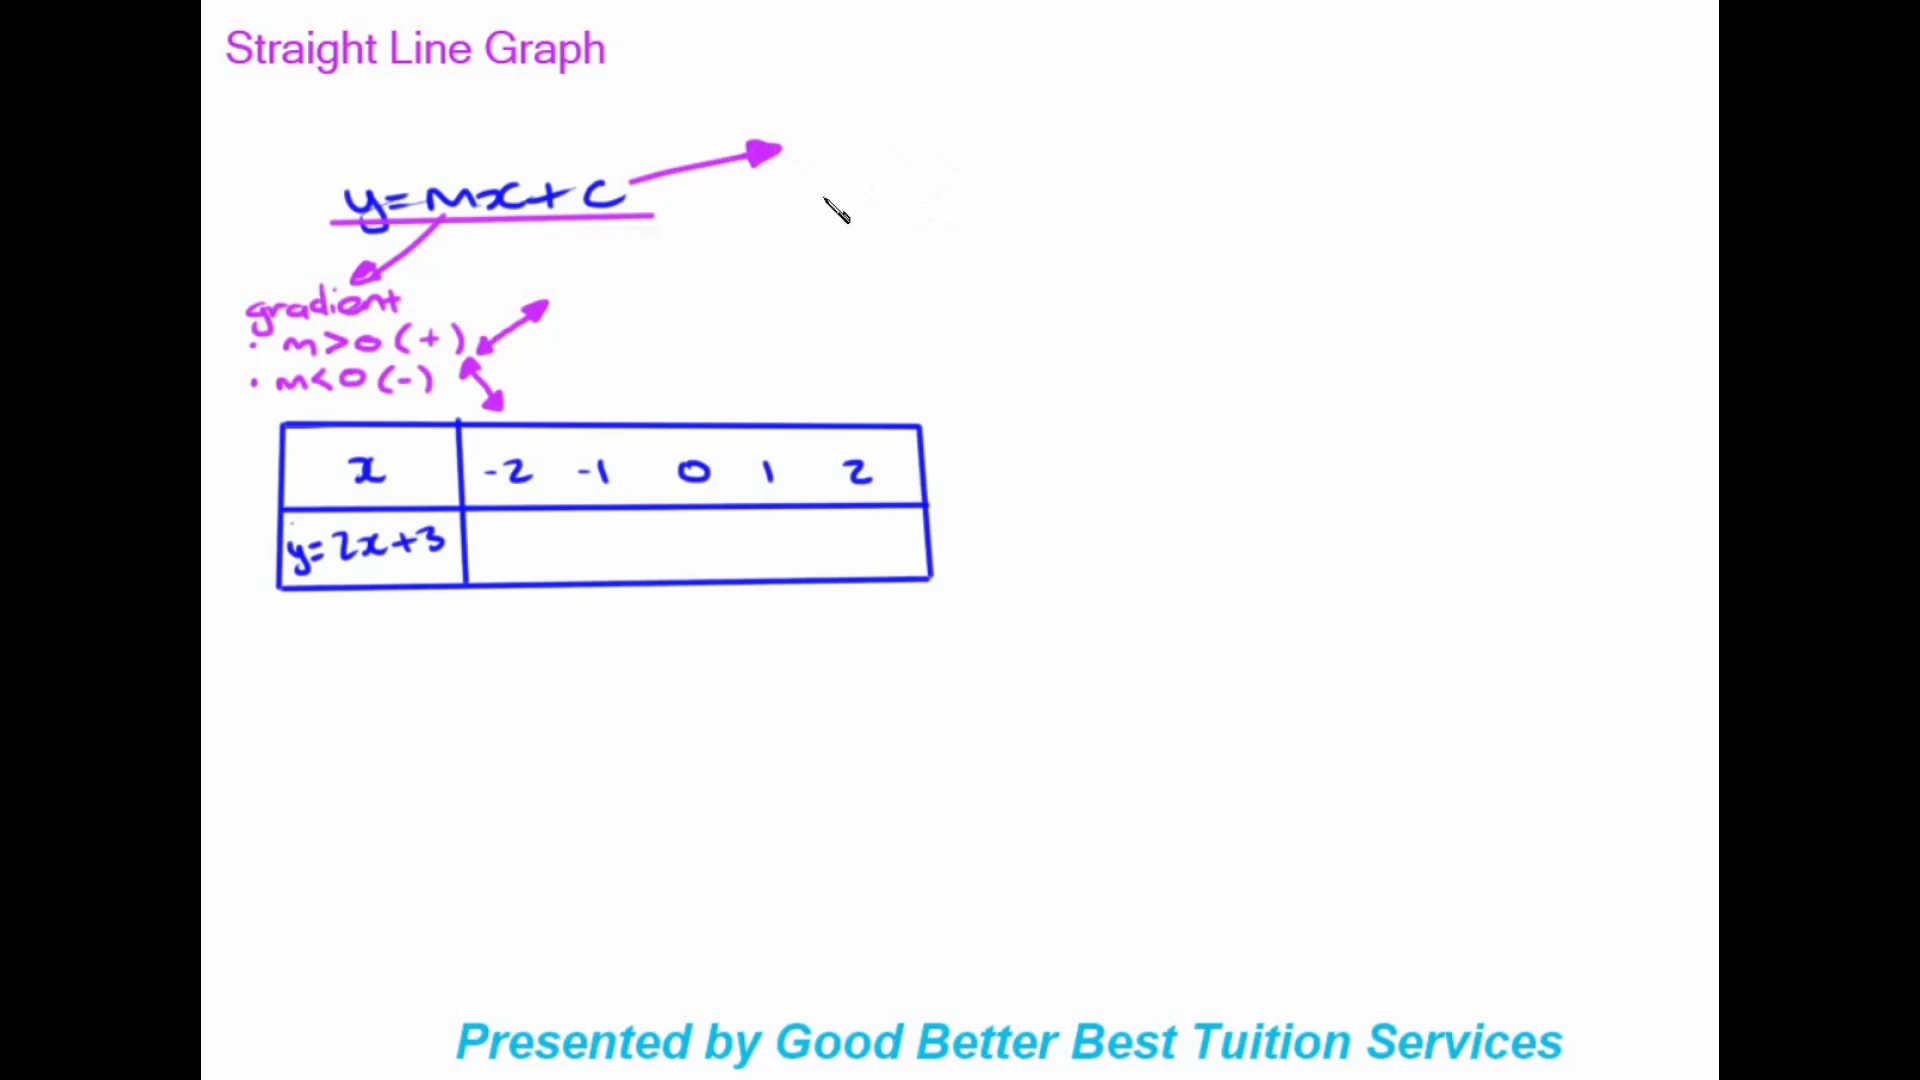 Straight Line Graph
y=mx+c
gradient
· m>0 (+)
· m<0 (-)
x -2 -1 0 1 2
y=2x+3
Presented by Good Better Best Tuition Services